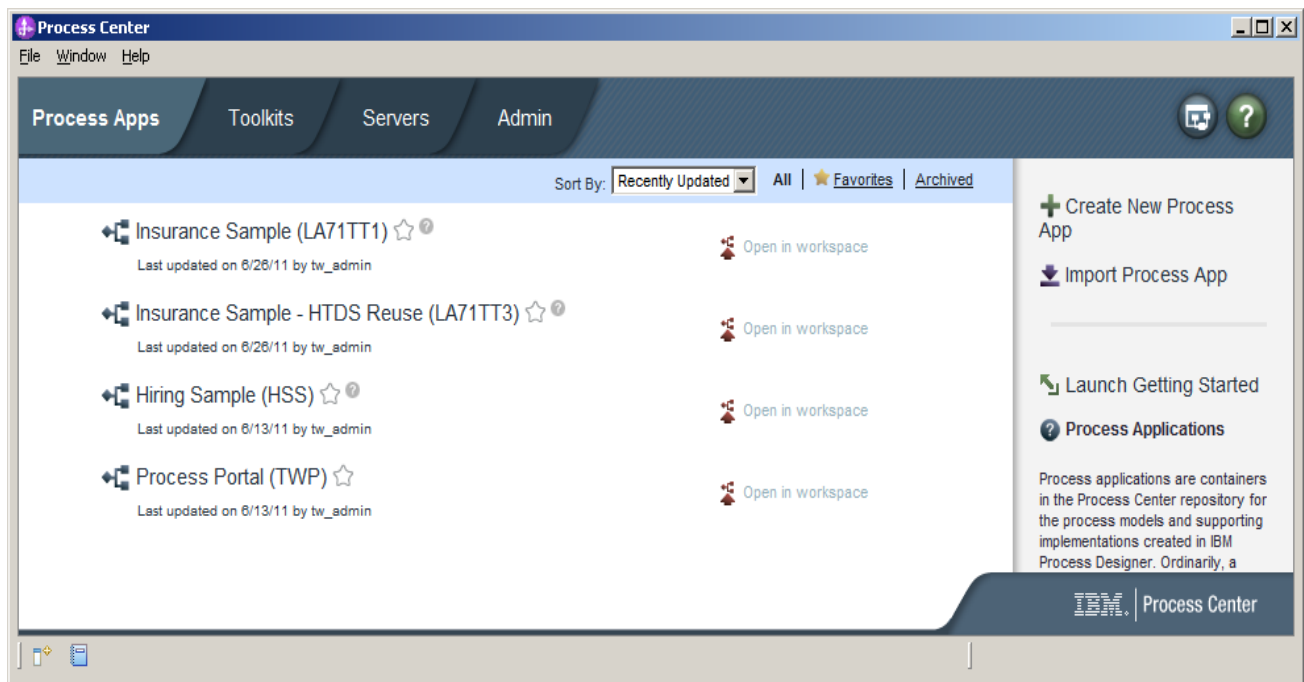 Process Center
File Window Help
Process Apps Toolkits Servers Admin ?
Sort By: Recently Updated All | Favorites | Archived
Insurance Sample (LA71TT1) ?
Last updated on 6/26/11 by tw_admin
Open in workspace
Insurance Sample - HTDS Reuse (LA71TT3) ?
Last updated on 6/26/11 by tw_admin
Open in workspace
Hiring Sample (HSS) ?
Last updated on 6/13/11 by tw_admin
Open in workspace
Process Portal (TWP)
Last updated on 6/13/11 by tw_admin
Open in workspace
Create New Process
App
Import Process App
Launch Getting Started
? Process Applications
Process applications are containers
in the Process Center repository for
the process models and supporting
implementations created in IBM
Process Designer. Ordinarily, a
IBM. | Process Center